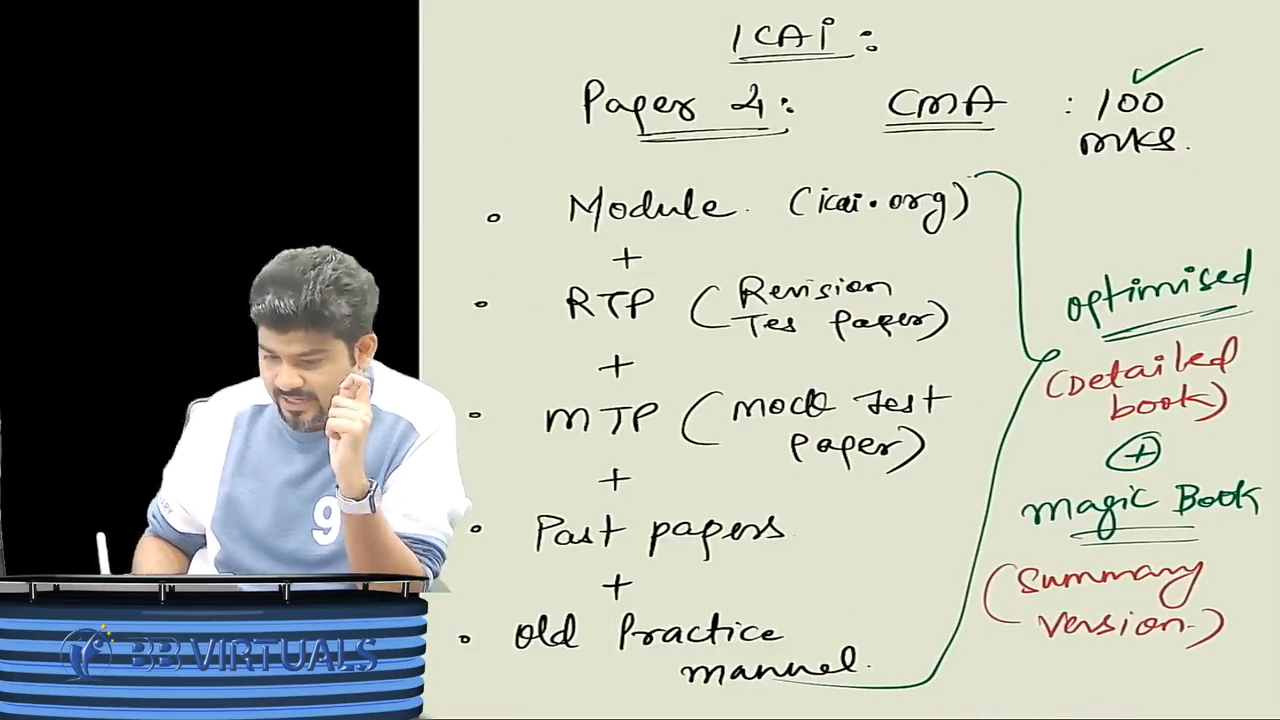 ICAI :
Paper 4 : CMA : 100
mks.
• Module. (icai.org)
+
• RTP (Revision
Tes paper)
+
• MTP (Mock Test
paper)
+
• Past papers
+
• Old Practice
manuel.
optimised
(Detailed
book)
+
Magic Book
(Summary
version.)
9
BB VIRTUALS